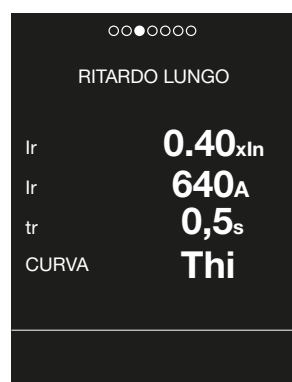 RITARDO LUNGO
Ir 0.40xIn
Ir 640A
tr 0,5s
CURVA Thi